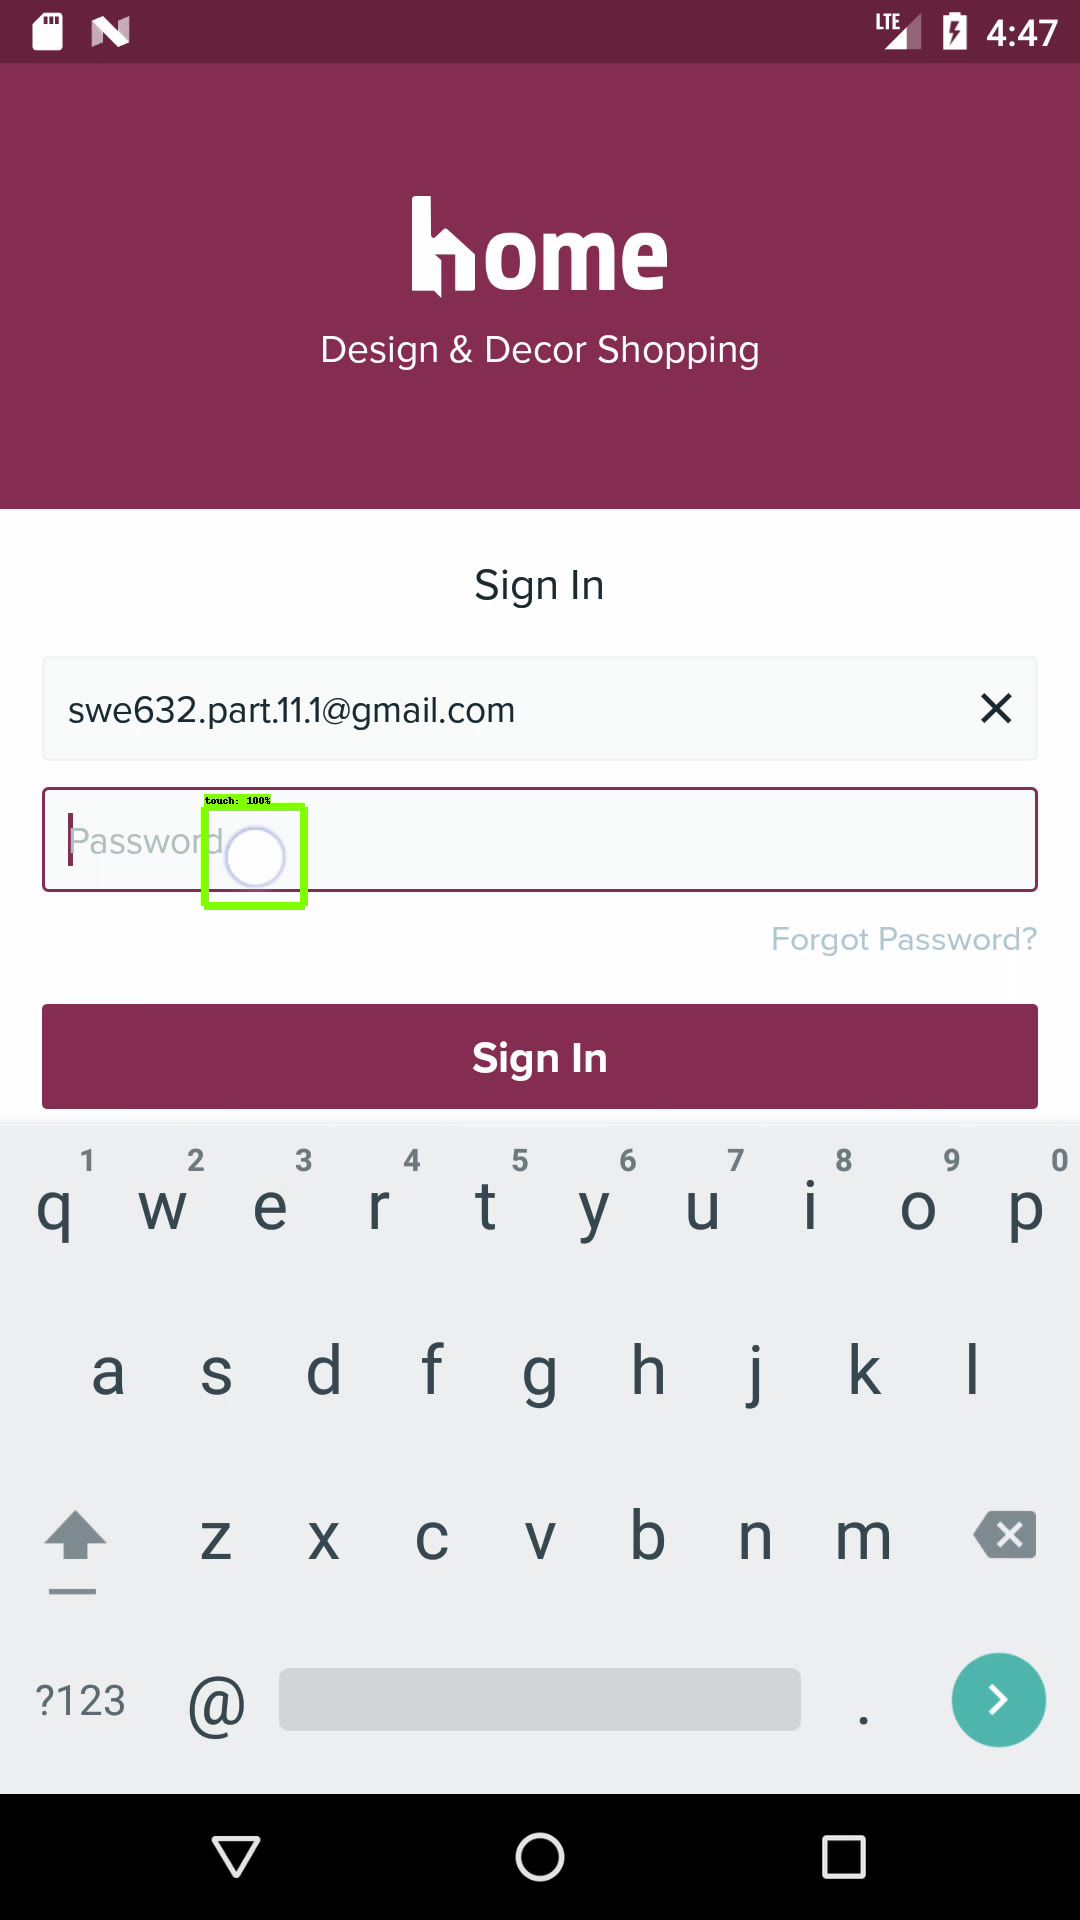 LTE 4:47
home
Design & Decor Shopping
Sign In
swe632.part.11.1@gmail.com
touch: 100%
Password
Forgot Password?
Sign In
1 2 3 4 5 6 7 8 9 0
q w e r t y u i o p
a s d f g h j k l
z x c v b n m
?123 @ .